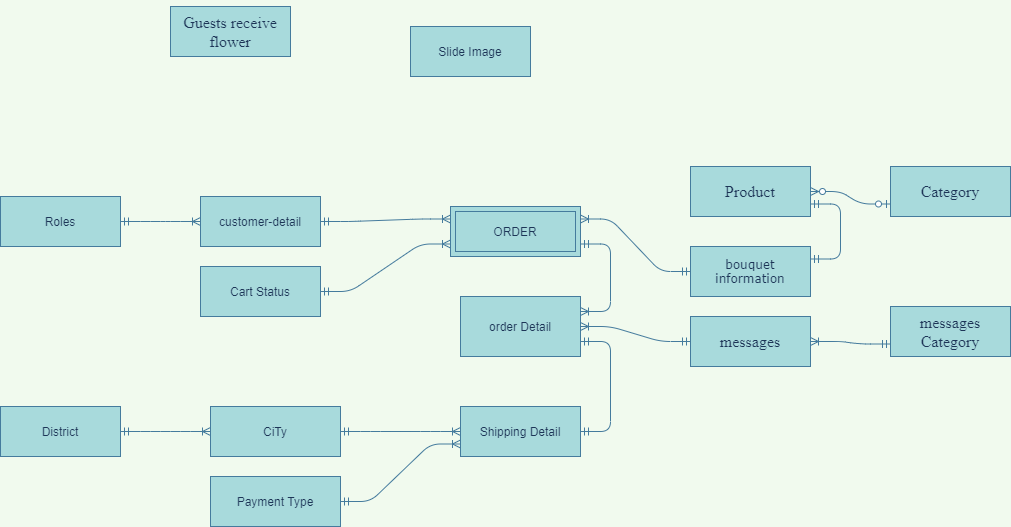 Guests receive
flower
Slide Image
Product
Category
Roles
customer-detail
ORDER
Cart Status
bouquet
information
order Detail
messages
messages
Category
District
CiTy
Shipping Detail
Payment Type